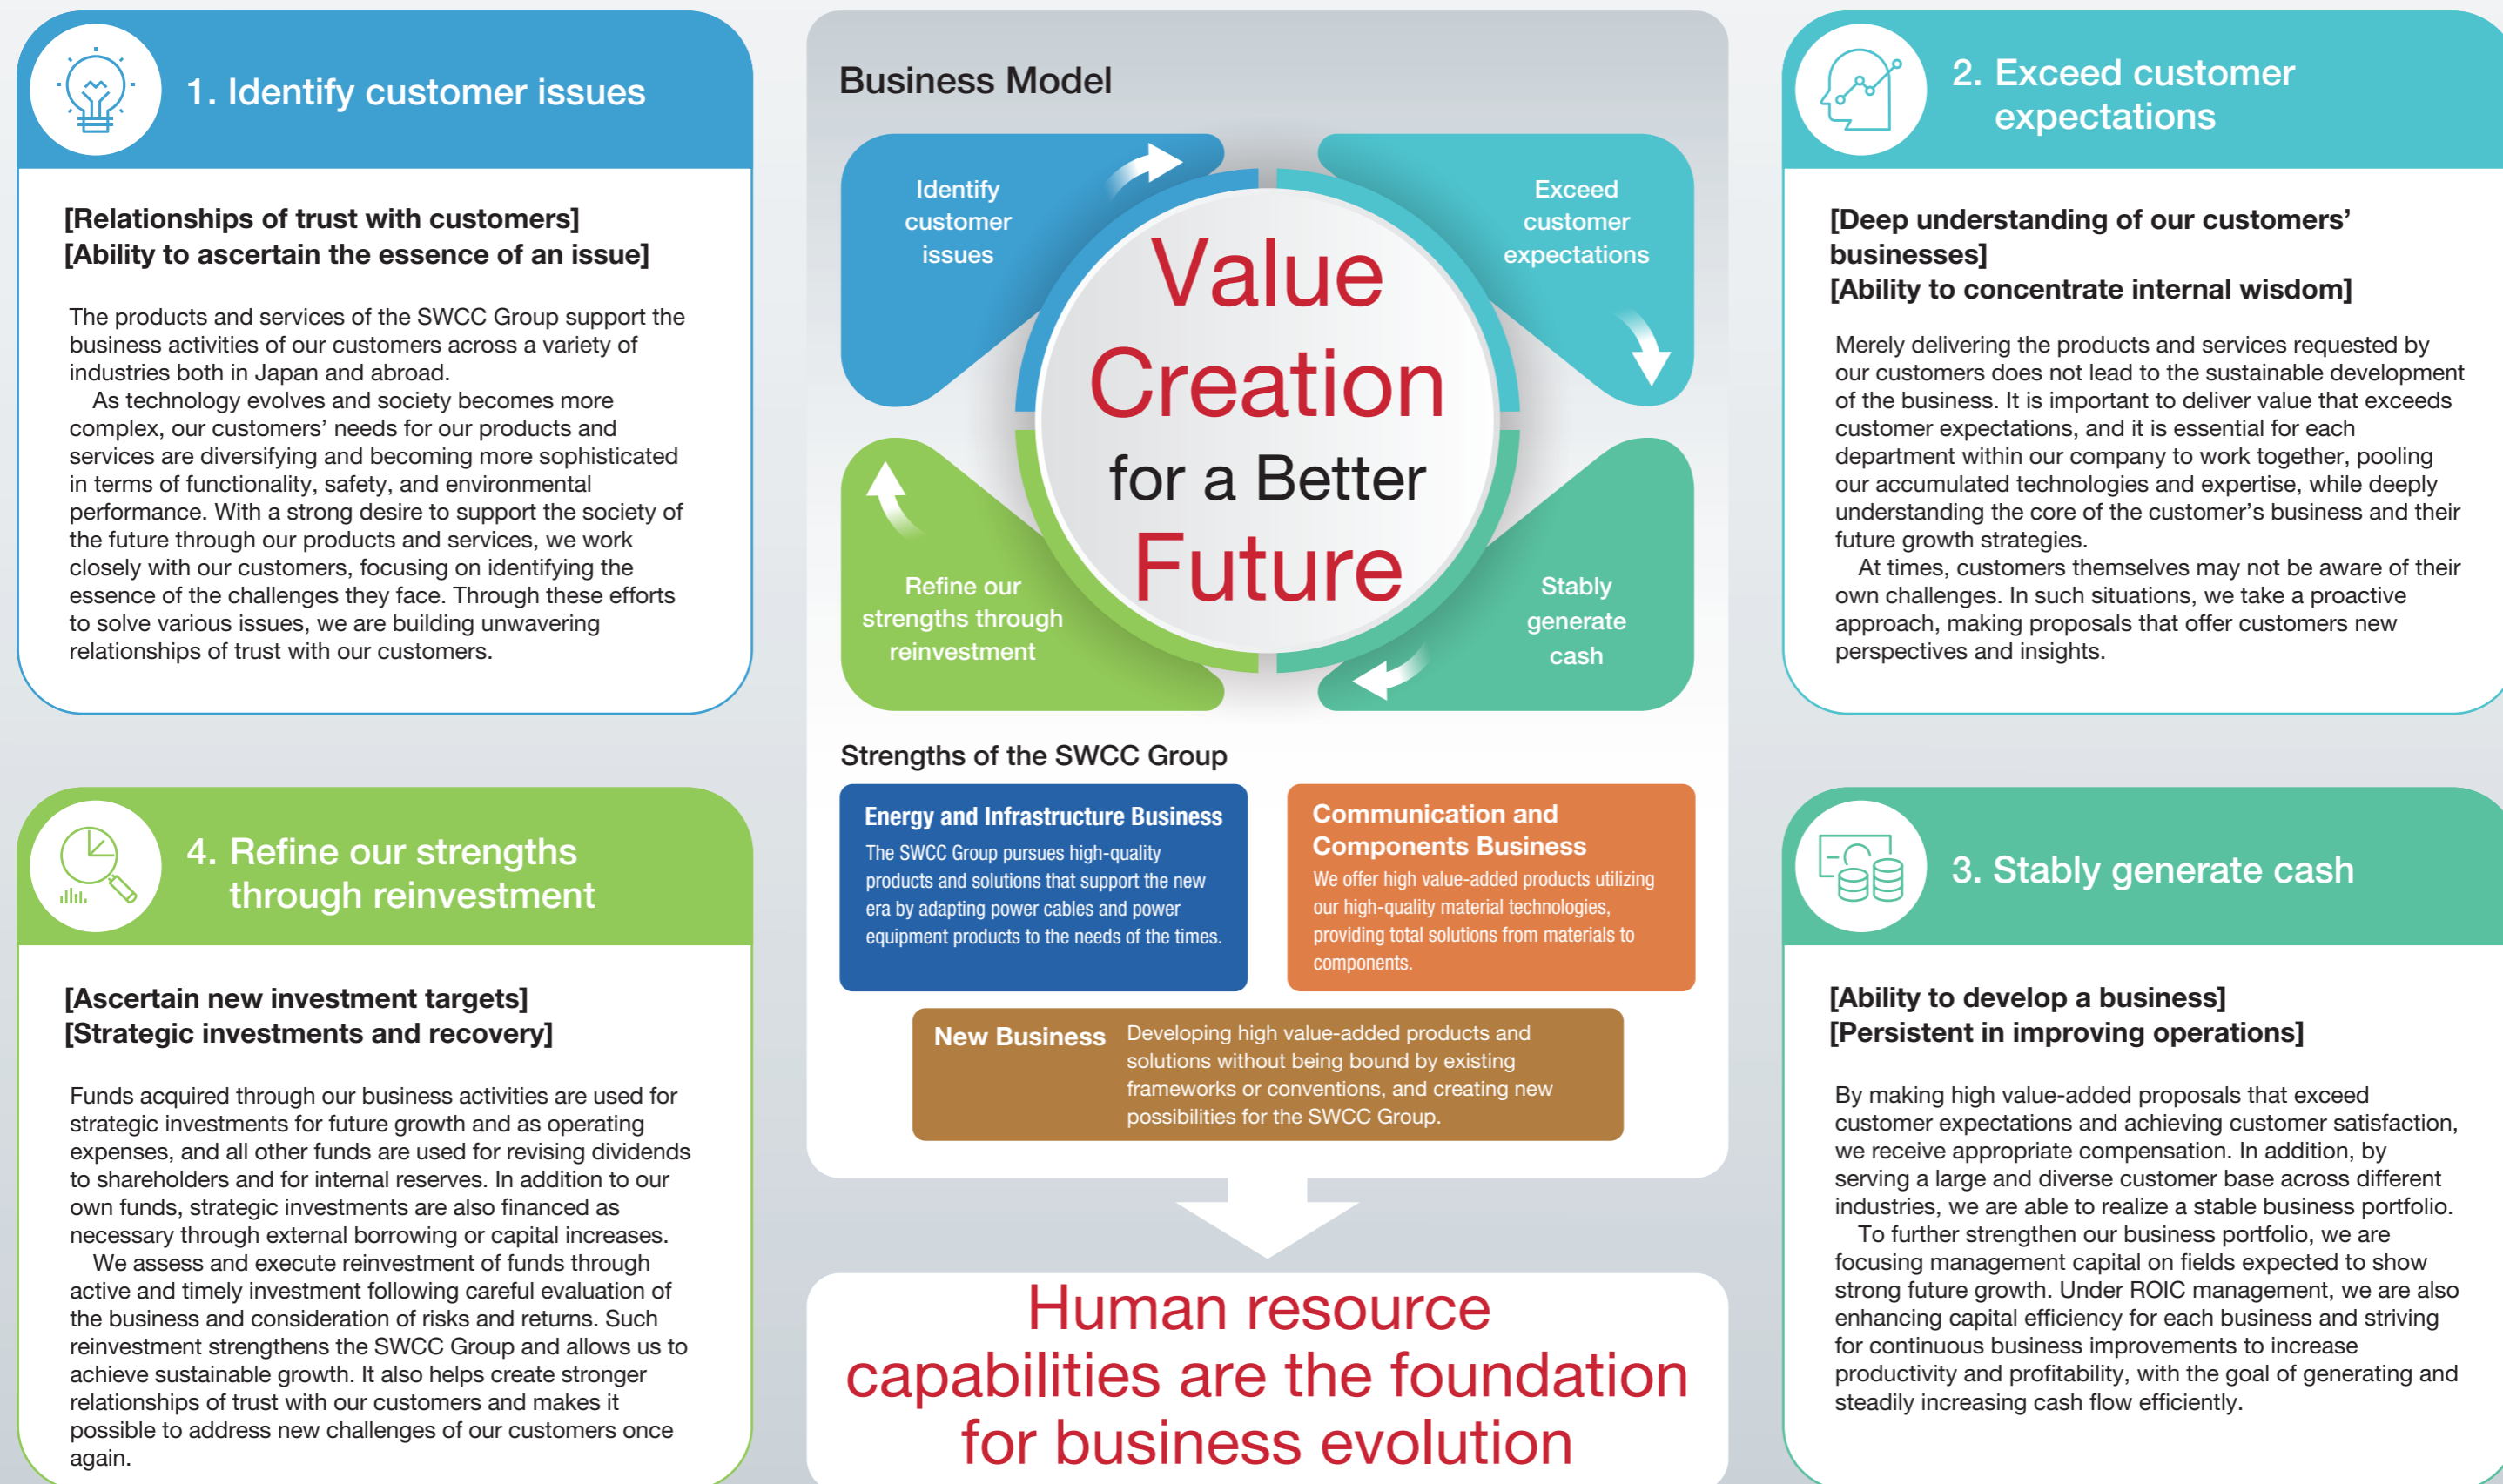 1. Identify customer issues
[Relationships of trust with customers]
[Ability to ascertain the essence of an issue]
The products and services of the SWCC Group support the
business activities of our customers across a variety of
industries both in Japan and abroad.
As technology evolves and society becomes more
complex, our customers’ needs for our products and
services are diversifying and becoming more sophisticated
in terms of functionality, safety, and environmental
performance. With a strong desire to support the society of
the future through our products and services, we work
closely with our customers, focusing on identifying the
essence of the challenges they face. Through these efforts
to solve various issues, we are building unwavering
relationships of trust with our customers.
Business Model
Identify
customer
issues
Exceed
customer
expectations
Value
Creation
for a Better
Future
Refine our
strengths through
reinvestment
Stably
generate
cash
Strengths of the SWCC Group
Energy and Infrastructure Business
The SWCC Group pursues high-quality
products and solutions that support the new
era by adapting power cables and power
equipment products to the needs of the times.
Communication and
Components Business
We offer high value-added products utilizing
our high-quality material technologies,
providing total solutions from materials to
components.
New Business
Developing high value-added products and
solutions without being bound by existing
frameworks or conventions, and creating new
possibilities for the SWCC Group.
Human resource
capabilities are the foundation
for business evolution
2. Exceed customer
expectations
[Deep understanding of our customers’
businesses]
[Ability to concentrate internal wisdom]
Merely delivering the products and services requested by
our customers does not lead to the sustainable development
of the business. It is important to deliver value that exceeds
customer expectations, and it is essential for each
department within our company to work together, pooling
our accumulated technologies and expertise, while deeply
understanding the core of the customer’s business and their
future growth strategies.
At times, customers themselves may not be aware of their
own challenges. In such situations, we take a proactive
approach, making proposals that offer customers new
perspectives and insights.
3. Stably generate cash
[Ability to develop a business]
[Persistent in improving operations]
By making high value-added proposals that exceed
customer expectations and achieving customer satisfaction,
we receive appropriate compensation. In addition, by
serving a large and diverse customer base across different
industries, we are able to realize a stable business portfolio.
To further strengthen our business portfolio, we are
focusing management capital on fields expected to show
strong future growth. Under ROIC management, we are also
enhancing capital efficiency for each business and striving
for continuous business improvements to increase
productivity and profitability, with the goal of generating and
steadily increasing cash flow efficiently.
4. Refine our strengths
through reinvestment
[Ascertain new investment targets]
[Strategic investments and recovery]
Funds acquired through our business activities are used for
strategic investments for future growth and as operating
expenses, and all other funds are used for revising dividends
to shareholders and for internal reserves. In addition to our
own funds, strategic investments are also financed as
necessary through external borrowing or capital increases.
We assess and execute reinvestment of funds through
active and timely investment following careful evaluation of
the business and consideration of risks and returns. Such
reinvestment strengthens the SWCC Group and allows us to
achieve sustainable growth. It also helps create stronger
relationships of trust with our customers and makes it
possible to address new challenges of our customers once
again.